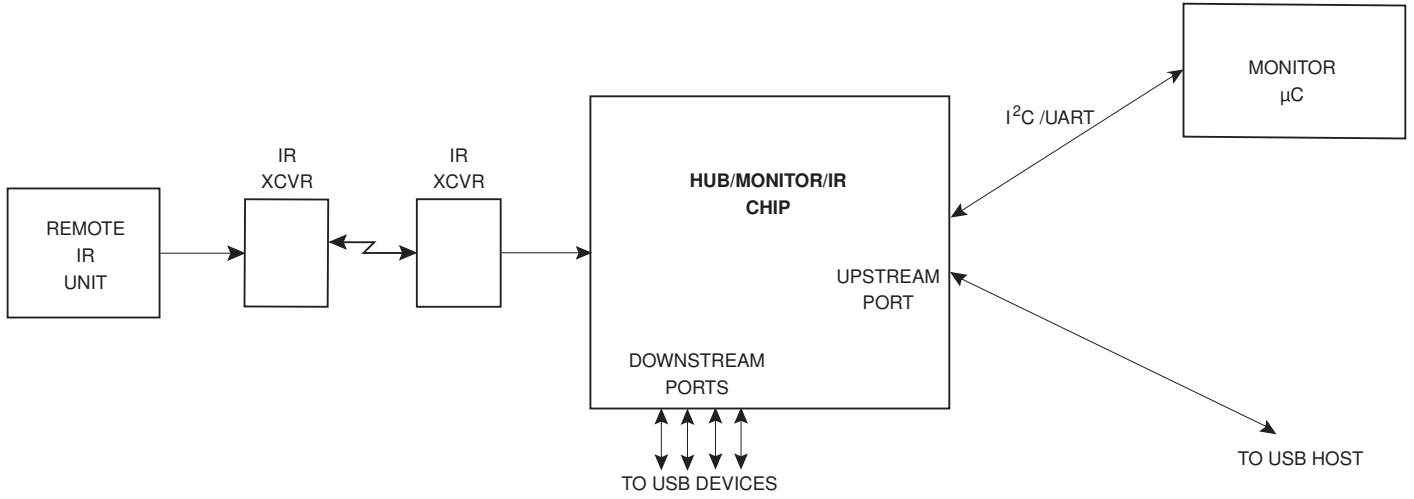 MONITOR
µC
I²C /UART
IR
XCVR
IR
XCVR
HUB/MONITOR/IR
CHIP
REMOTE
IR
UNIT
UPSTREAM
PORT
DOWNSTREAM
PORTS
TO USB HOST
TO USB DEVICES